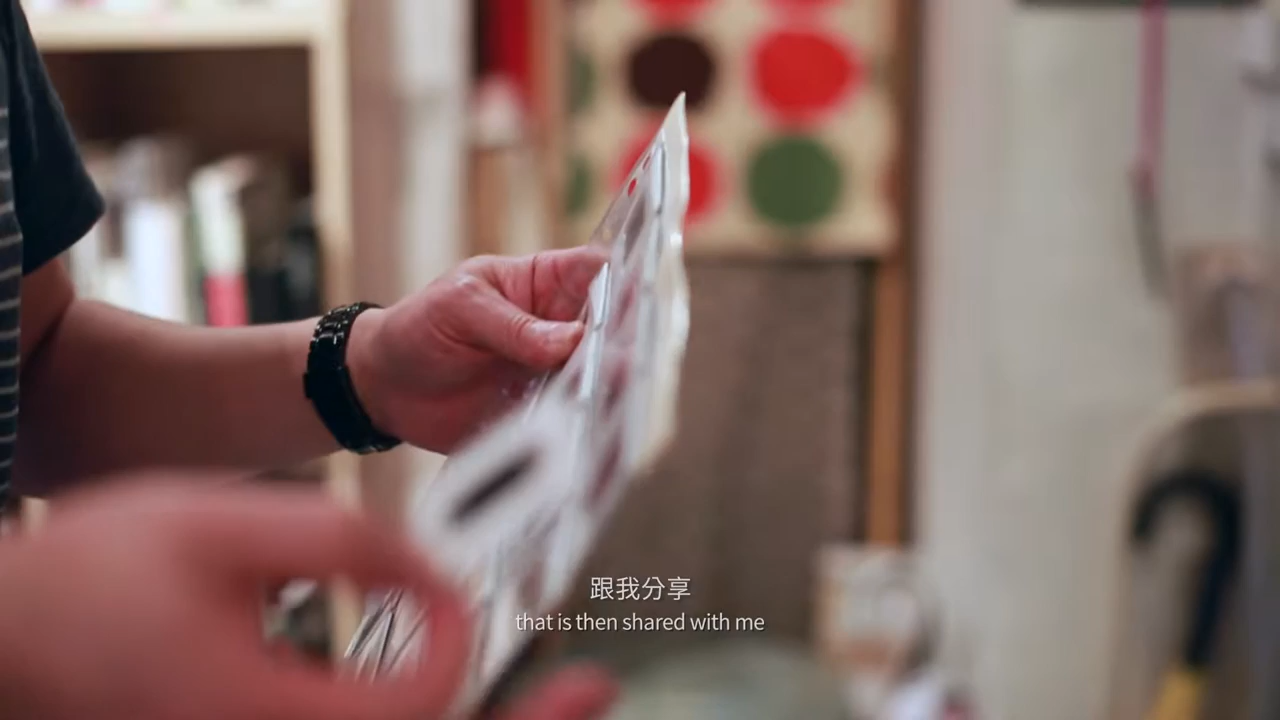 跟我分享
that is then shared with me